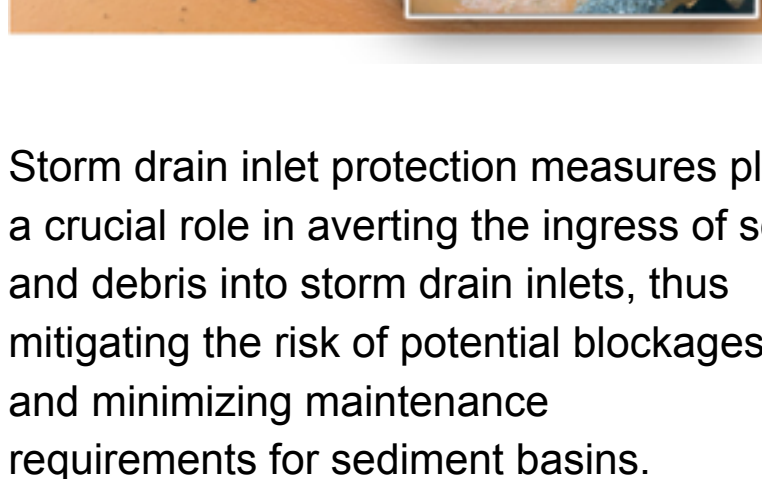 Storm drain inlet protection measures
a crucial role in averting the ingress of
and debris into storm drain inlets, thus
mitigating the risk of potential blockages
and minimizing maintenance
requirements for sediment basins.